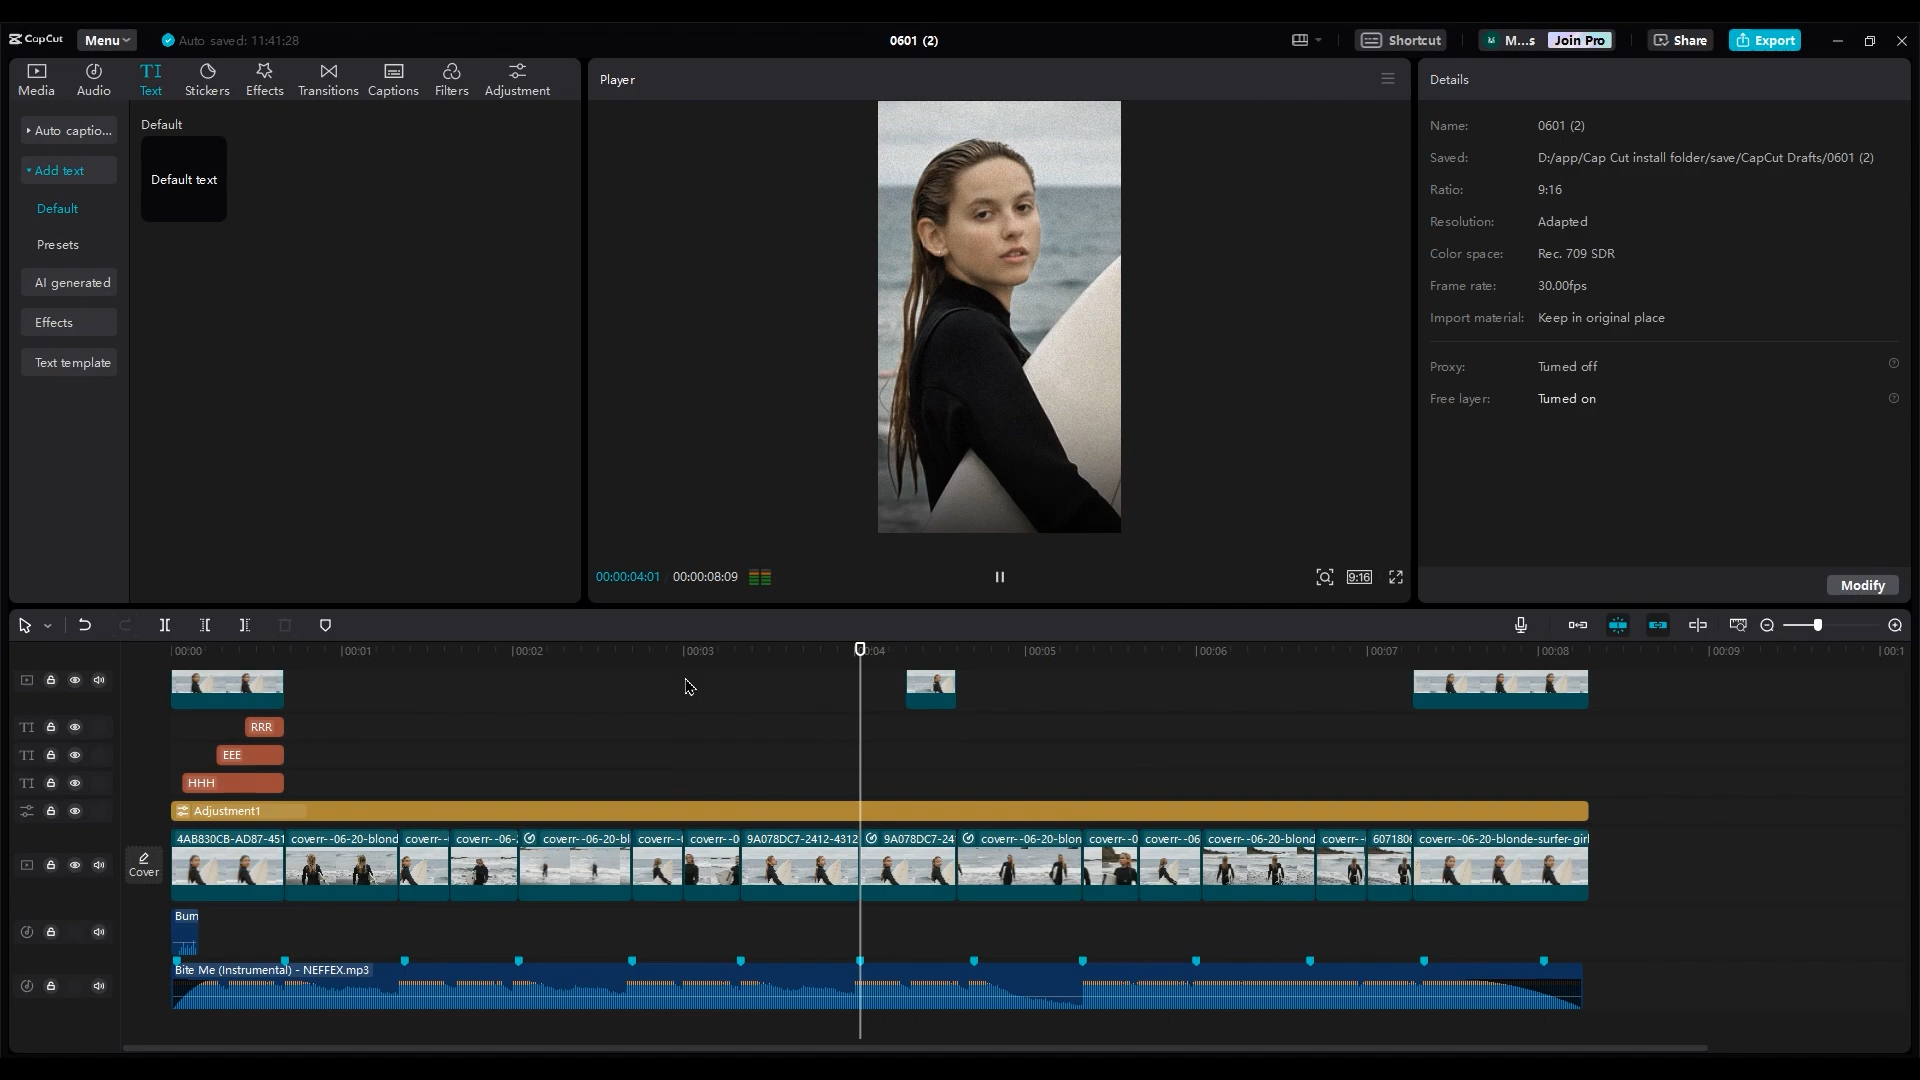 CapCut
Menu
Auto saved: 11:41:28
0601 (2)
Shortcut
M M...s
Join Pro
Share
Export
Media
Audio
TI Text
Stickers
Effects
Transitions
Captions
Filters
Adjustment
Player
Details
Auto captio...
Add text
Default
Presets
AI generated
Effects
Text template
Default
Default text
Name: 0601 (2)
Saved: D:/app/Cap Cut install folder/save/CapCut Drafts/0601 (2)
Ratio: 9:16
Resolution: Adapted
Color space: Rec. 709 SDR
Frame rate: 30.00fps
Import material: Keep in original place
Proxy: Turned off
Free layer: Turned on
Modify
00:00:04:01 00:00:08:09
9:16
00:00 00:01 00:02 00:03 00:04 00:05 00:06 00:07 00:08 00:09 00:1
TI RRR
TI EEE
TI HHH
Adjustment1
4AB830CB-AD87-451 coverr--06-20-blond coverr- coverr--06- coverr--06-20-bl coverr-- coverr--0 9A078DC7-2412-4312 9A078DC7-24 coverr--06-20-blon coverr--0 coverr--06 coverr--06-20-blond coverr-- 607180 coverr--06-20-blonde-surfer-girl
Cover
Bum
Bite Me (Instrumental) - NEFFEX.mp3